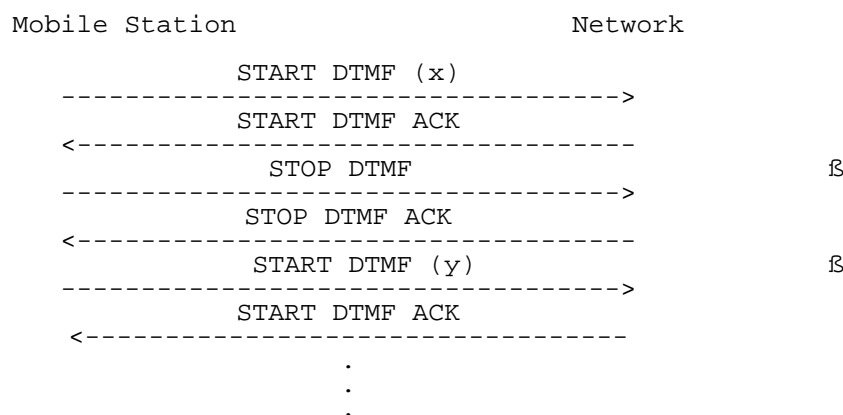 Mobile Station Network
START DTMF (x)
----------------------------------->
START DTMF ACK
<-----------------------------------
STOP DTMF ß
----------------------------------->
STOP DTMF ACK
<-----------------------------------
START DTMF (y) ß
----------------------------------->
START DTMF ACK
<----------------------------------
.
.
.